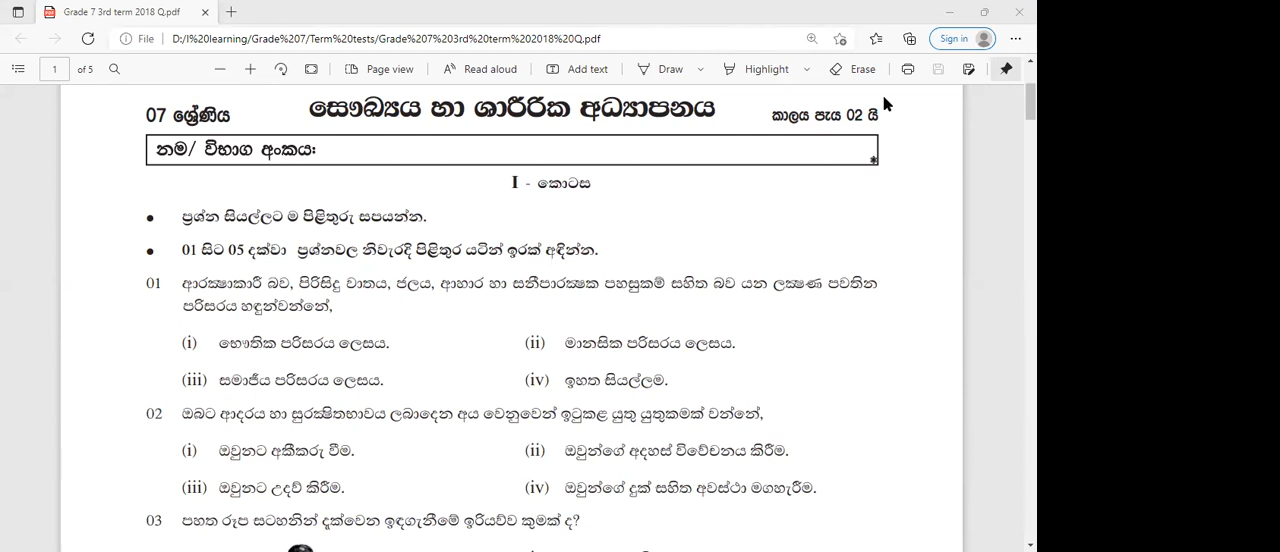 Grade 7 3rd term 2018 Q.pdf
File D:/I%20learning/Grade%207/Term%20tests/Grade%207%203rd%20term%202018%20Q.pdf Sign in
1 of 5 Page view Read aloud Add text Draw Highlight Erase
07 ශ්‍රේණිය සෞඛ්‍යය හා ශාරීරික අධ්‍යාපනය කාලය පැය 02 යි
නම/ විභාග අංකය:
I - කොටස
• ප්‍රශ්න සියල්ලට ම පිළිතුරු සපයන්න.
• 01 සිට 05 දක්වා ප්‍රශ්නවල නිවැරදි පිළිතුර යටින් ඉරක් අඳින්න.
01 ආරක්‍ෂාකාරී බව, පිරිසිදු වාතය, ජලය, ආහාර හා සනීපාරක්‍ෂක පහසුකම් සහිත බව යන ලක්‍ෂණ පවතින
පරිසරය හඳුන්වන්නේ,
(i) භෞතික පරිසරය ලෙසය. (ii) මානසික පරිසරය ලෙසය.
(iii) සමාජීය පරිසරය ලෙසය. (iv) ඉහත සියල්ලම.
02 ඔබට ආදරය හා සුරක්‍ෂිතභාවය ලබාදෙන අය වෙනුවෙන් ඉටුකළ යුතු යුතුකමක් වන්නේ,
(i) ඔවුනට අකීකරු වීම. (ii) ඔවුන්ගේ අදහස් විවේචනය කිරීම.
(iii) ඔවුනට උදව් කිරීම. (iv) ඔවුන්ගේ දුක් සහිත අවස්ථා මගහැරීම.
03 පහත රූප සටහනින් දැක්වෙන ඉඳගැනීමේ ඉරියව්ව කුමක් ද?